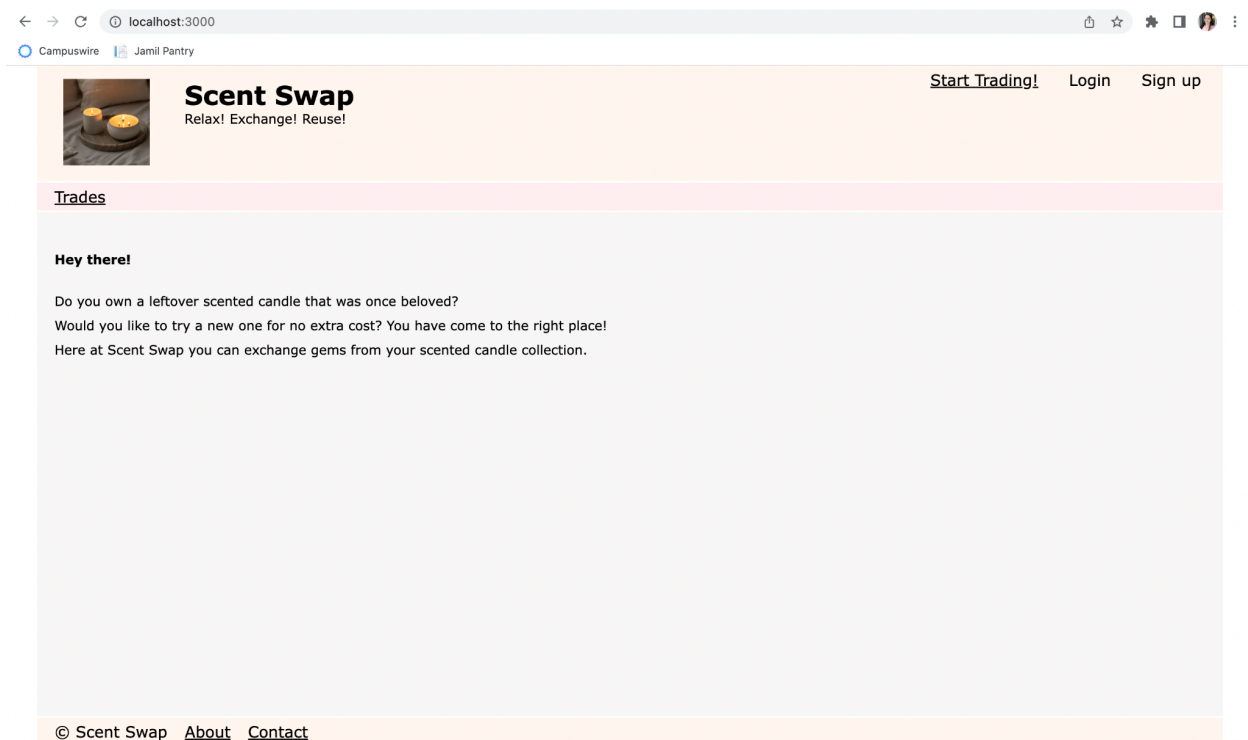 localhost:3000
Campuswire Jamil Pantry
Start Trading! Login Sign up
Scent Swap
Relax! Exchange! Reuse!
Trades
Hey there!
Do you own a leftover scented candle that was once beloved?
Would you like to try a new one for no extra cost? You have come to the right place!
Here at Scent Swap you can exchange gems from your scented candle collection.
© Scent Swap About Contact